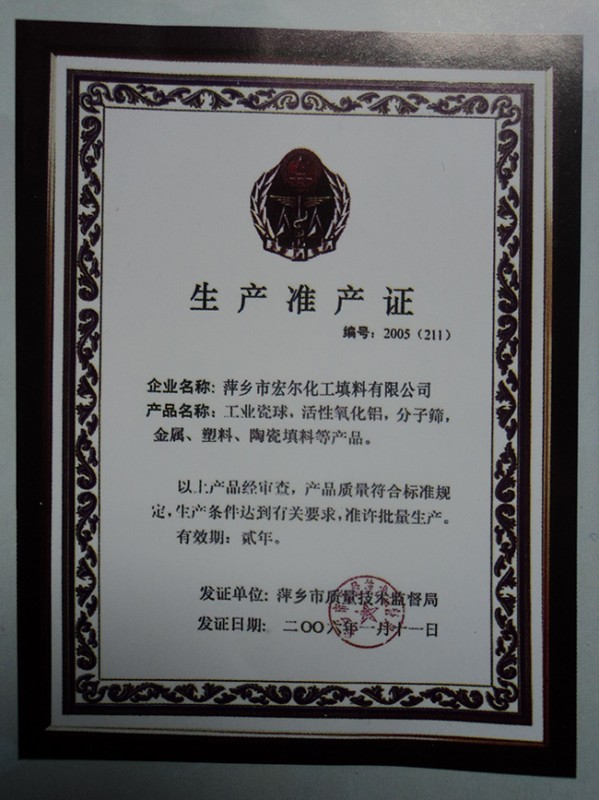 生产准产证
编号：2005（211）
企业名称：萍乡市宏尔化工填料有限公司
产品名称：工业瓷球，活性氧化铝，分子筛，
金属、塑料、陶瓷填料等产品。
以上产品经审查，产品质量符合标准规
定，生产条件达到有关要求，准许批量生产。
有效期：贰年。
发证单位：萍乡市质量技术监督局
发证日期：二〇〇六年一月十一日